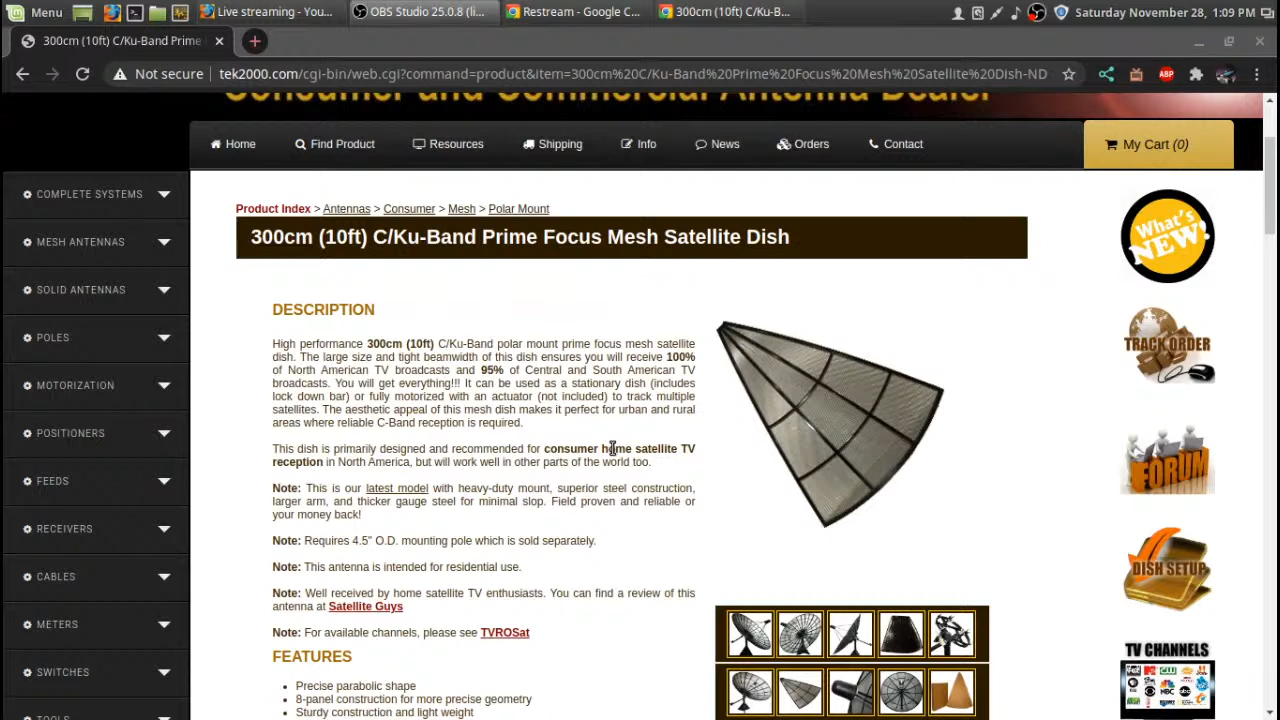 Menu
Live streaming - You...
OBS Studio 25.0.8 (li...
Restream - Google C...
300cm (10ft) C/Ku-B...
Saturday November 28, 1:09 PM
300cm (10ft) C/Ku-Band Prime
Not secure
tek2000.com/cgi-bin/web.cgi?command=product&item=300cm%20C/Ku-Band%20Prime%20Focus%20Mesh%20Satellite%20Dish-ND
ABP
Consumer and Commercial Antenna Dealer
Home
Find Product
Resources
Shipping
Info
News
Orders
Contact
My Cart (0)
COMPLETE SYSTEMS
MESH ANTENNAS
SOLID ANTENNAS
POLES
MOTORIZATION
POSITIONERS
FEEDS
RECEIVERS
CABLES
METERS
SWITCHES
TOOLS
Product Index > Antennas > Consumer > Mesh > Polar Mount
300cm (10ft) C/Ku-Band Prime Focus Mesh Satellite Dish
DESCRIPTION
High performance 300cm (10ft) C/Ku-Band polar mount prime focus mesh satellite
dish. The large size and tight beamwidth of this dish ensures you will receive 100%
of North American TV broadcasts and 95% of Central and South American TV
broadcasts. You will get everything!!! It can be used as a stationary dish (includes
lock down bar) or fully motorized with an actuator (not included) to track multiple
satellites. The aesthetic appeal of this mesh dish makes it perfect for urban and rural
areas where reliable C-Band reception is required.
This dish is primarily designed and recommended for consumer home satellite TV
reception in North America, but will work well in other parts of the world too.
Note: This is our latest model with heavy-duty mount, superior steel construction,
larger arm, and thicker gauge steel for minimal slop. Field proven and reliable or
your money back!
Note: Requires 4.5" O.D. mounting pole which is sold separately.
Note: This antenna is intended for residential use.
Note: Well received by home satellite TV enthusiasts. You can find a review of this
antenna at Satellite Guys
Note: For available channels, please see TVROSat
FEATURES
Precise parabolic shape
8-panel construction for more precise geometry
Sturdy construction and light weight
What's
NEW!
TRACK ORDER
FORUM
DISH SETUP
TV CHANNELS